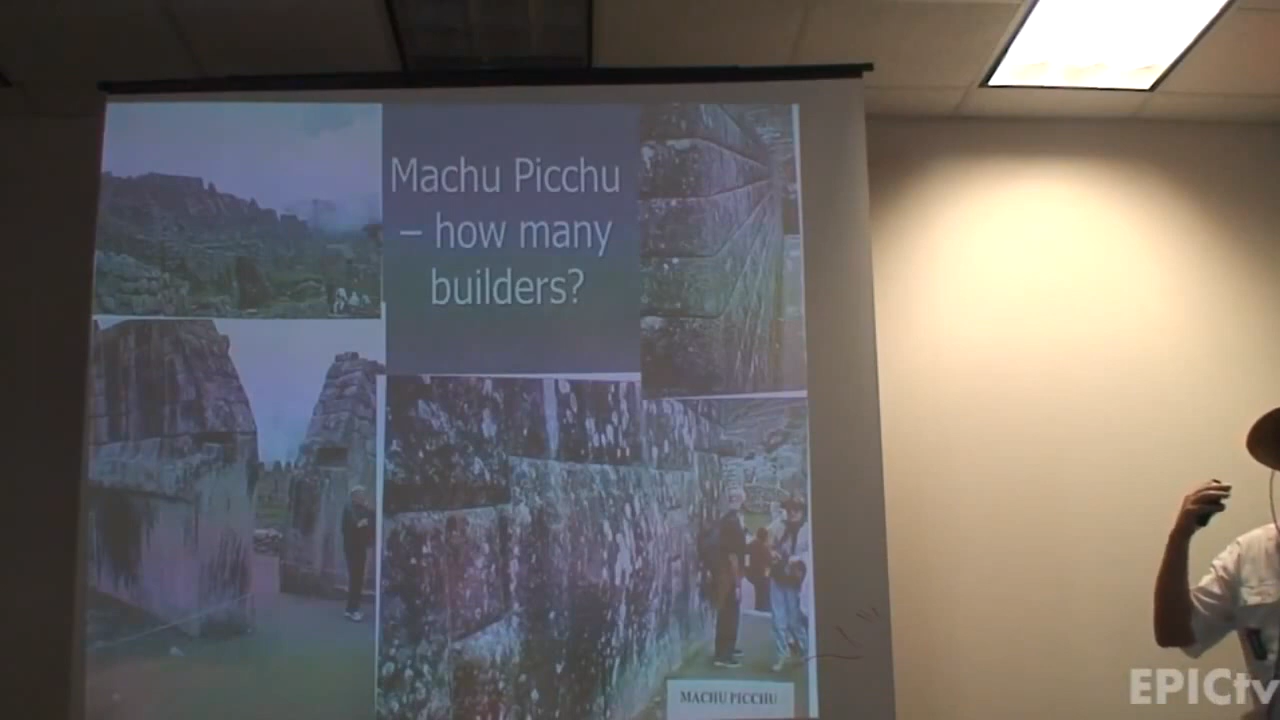 Machu Picchu
– how many
builders?
MACHU PICCHU
EPICtv